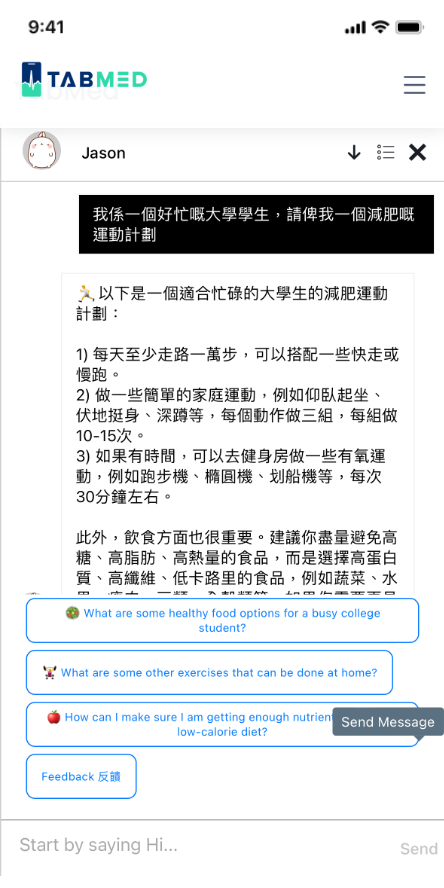 9:41
TABMED
Jason
我係一個好忙嘅大學學生，請俾我一個減肥嘅
運動計劃
以下是一個適合忙碌的大學生的減肥運動
計劃：
1) 每天至少走路一萬步，可以搭配一些快走或
慢跑。
2) 做一些簡單的家庭運動，例如仰臥起坐、
伏地挺身、深蹲等，每個動作做三組，每組做
10-15次。
3) 如果有時間，可以去健身房做一些有氧運
動，例如跑步機、橢圓機、划船機等，每次
30分鐘左右。
此外，飲食方面也很重要。建議你盡量避免高
糖、高脂肪、高熱量的食品，而是選擇高蛋白
質、高纖維、低卡路里的食品，例如蔬菜、水
What are some healthy food options for a busy college
student?
What are some other exercises that can be done at home?
How can I make sure I am getting enough
low-calorie diet?
Send Message
Feedback 反饋
Start by saying Hi...
Send